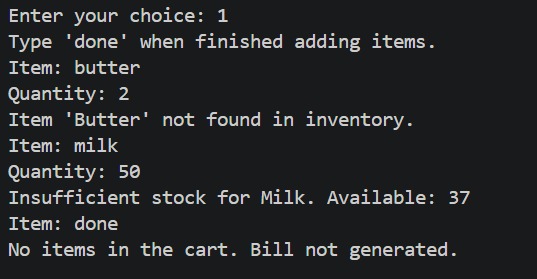 Enter your choice: 1
Type 'done' when finished adding items.
Item: butter
Quantity: 2
Item 'Butter' not found in inventory.
Item: milk
Quantity: 50
Insufficient stock for Milk. Available: 37
Item: done
No items in the cart. Bill not generated.